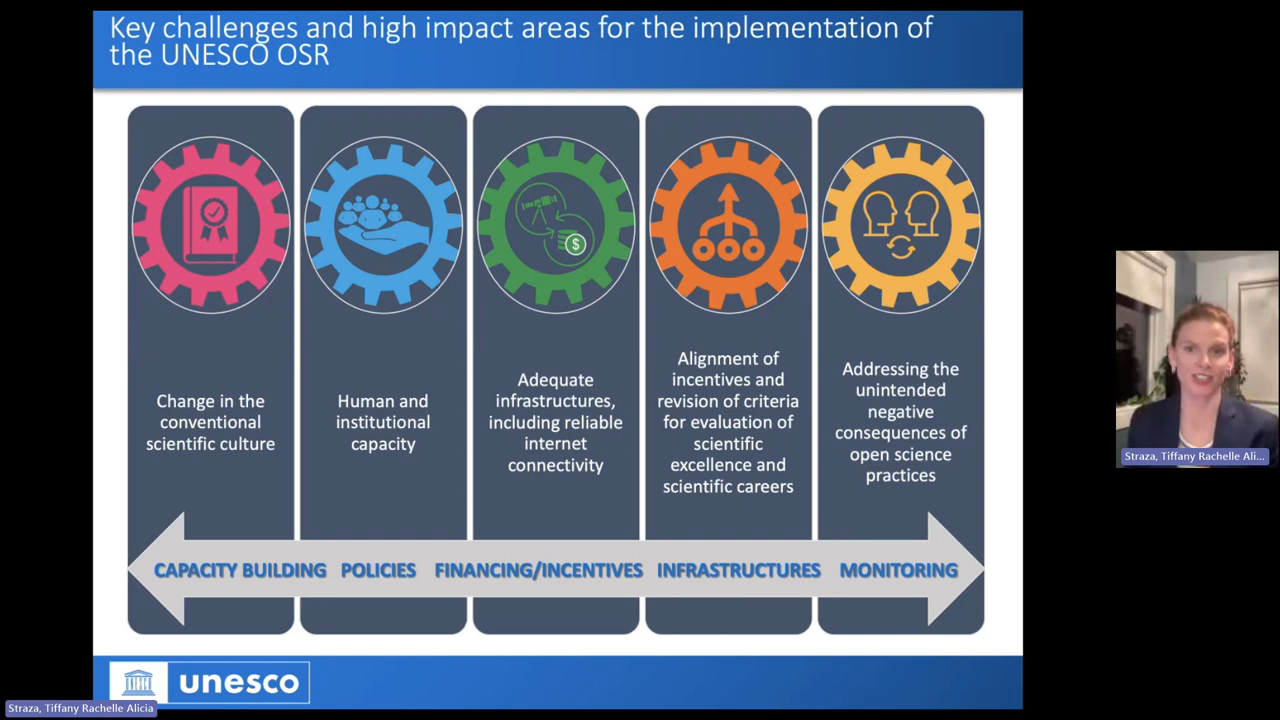 Key challenges and high impact areas for the implementation of
the UNESCO OSR
$
Change in the
conventional
scientific culture
Human and
institutional
capacity
Adequate
infrastructures,
including reliable
internet
connectivity
Alignment of
incentives and
revision of criteria
for evaluation of
scientific
excellence and
scientific careers
Addressing the
unintended
negative
consequences of
open science
practices
CAPACITY BUILDING POLICIES FINANCING/INCENTIVES INFRASTRUCTURES MONITORING
unesco
Straza, Tiffany Rachelle Alicia
Straza, Tiffany Rachelle Ali...